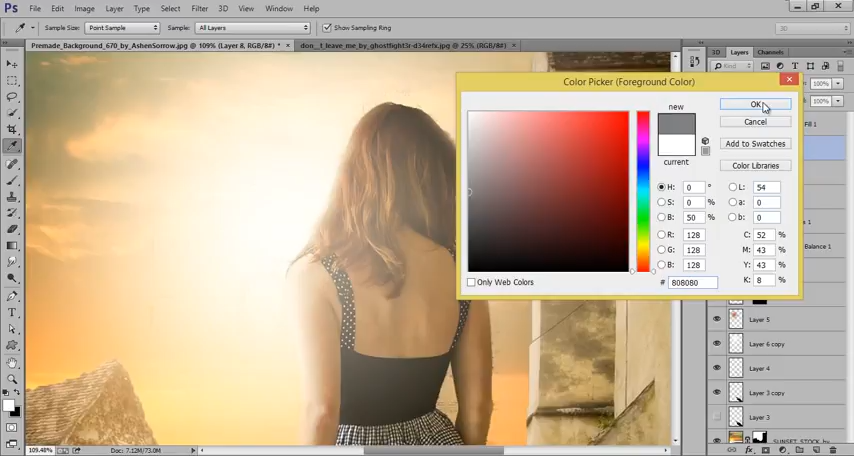 Ps File Edit Image Layer Type Select Filter 3D View Window Help
Sample Size: Point Sample Sample: All Layers Show Sampling Ring 3D
Premade_Background_670_by_AshenSorrow.jpg @ 109% (Layer 8, RGB/8#) * × don__t_leave_me_by_ghostfight3r-d34refx.jpg @ 25% (RGB/8#) ×
3D Layers Channels
Kind
100%
100%
Fill 1
1
Balance 1
Layer 5
Layer 6 copy
Layer 4
Layer 3 copy
Layer 3
SUNSET_STOCK_by
Color Picker (Foreground Color)
new
current
OK
Cancel
Add to Swatches
Color Libraries
H: 0 °
S: 0 %
B: 50 %
R: 128
G: 128
B: 128
# 808080
L: 54
a: 0
b: 0
C: 52 %
M: 43 %
Y: 43 %
K: 8 %
Only Web Colors
109.48% Doc: 7.12M/73.0M
fx